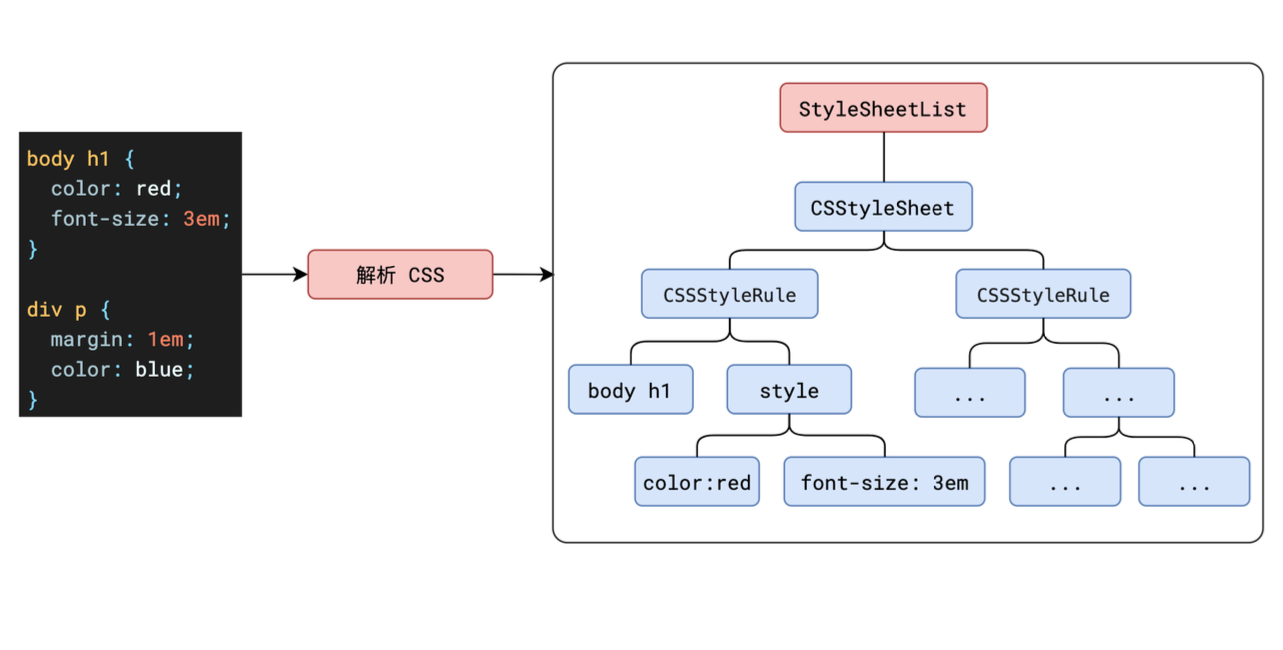 body h1 {
  color: red;
  font-size: 3em;
}
div p {
  margin: 1em;
  color: blue;
}
解析 CSS
StyleSheetList
CSStyleSheet
CSSStyleRule
CSSStyleRule
body h1
style
...
...
color:red
font-size: 3em
...
...